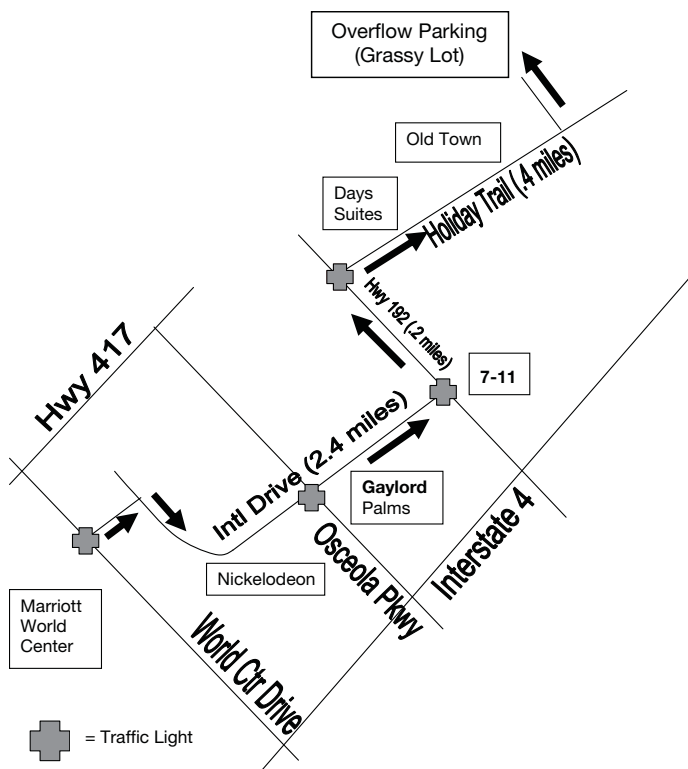 Overflow Parking
(Grassy Lot)
Old Town
Days
Suites
Holiday Trail (.4 miles)
Hwy 192 (.2 miles)
Hwy 417
7-11
Intl Drive (2.4 miles)
Gaylord
Palms
Interstate 4
Osceola Pkwy
Nickelodeon
Marriott
World
Center
World Ctr Drive
= Traffic Light